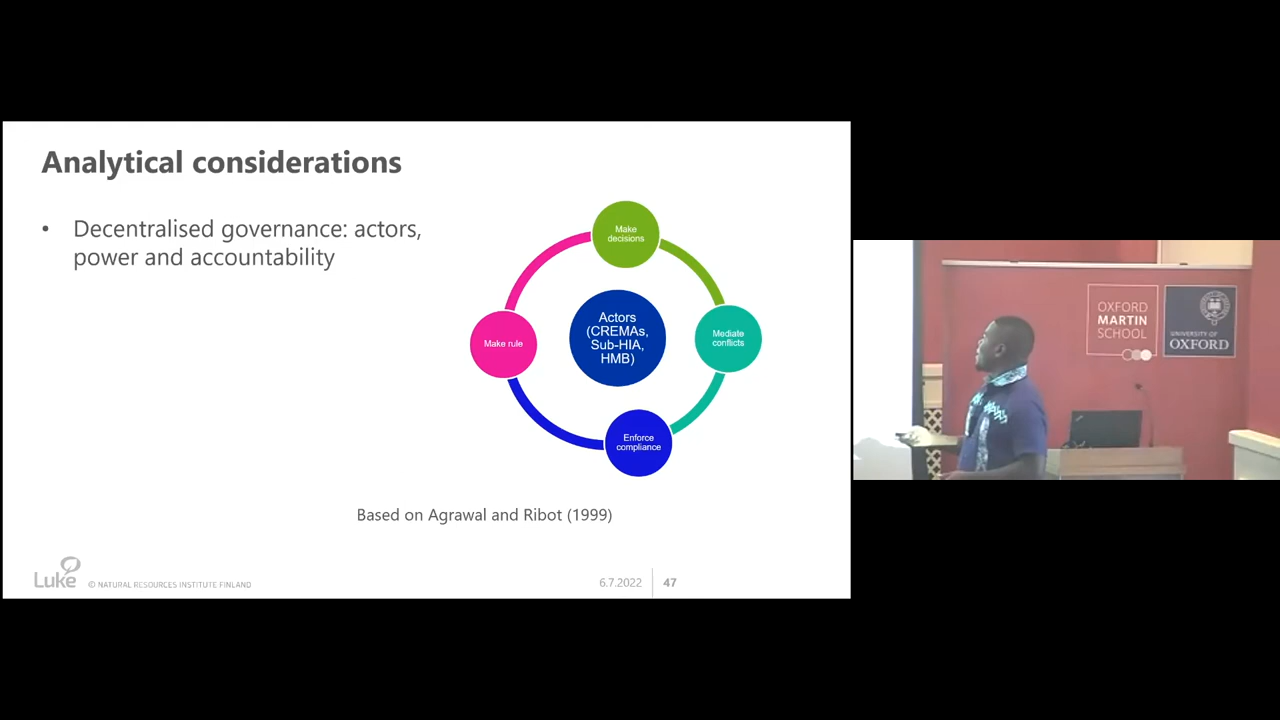 Analytical considerations
• Decentralised governance: actors,
power and accountability
Make
decisions
Actors
(CREMAs,
Sub-HIA,
HMB)
Mediate
conflicts
Make rule
Enforce
compliance
Based on Agrawal and Ribot (1999)
Luke
© NATURAL RESOURCES INSTITUTE FINLAND
6.7.2022
47
OXFORD
MARTIN
SCHOOL
UNIVERSITY OF
OXFORD